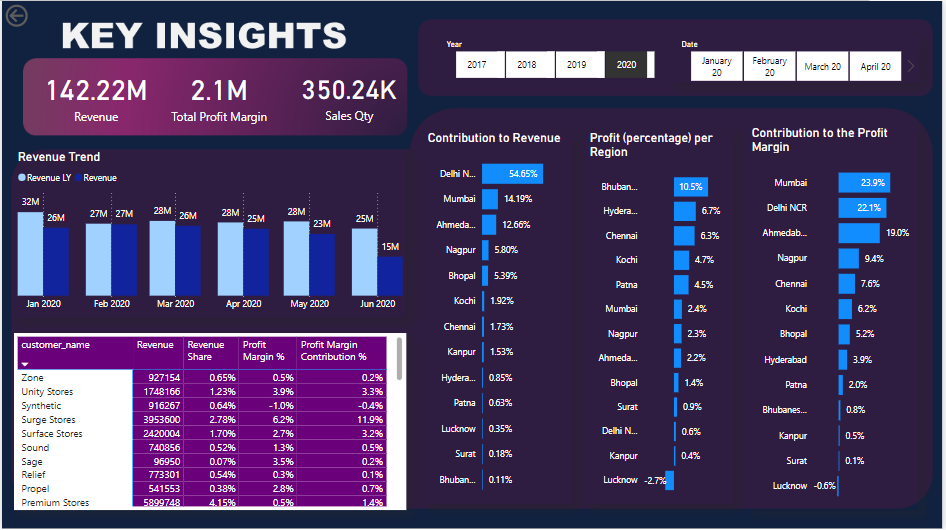 KEY INSIGHTS
142.22M
Revenue
2.1M
Total Profit Margin
350.24K
Sales Qty
Year
2017
2018
2019
2020
Date
January
20
February
20
March 20
April 20
Revenue Trend
Revenue LY
Revenue
32M
26M
27M
27M
28M
26M
28M
25M
28M
23M
25M
15M
Jan 2020
Feb 2020
Mar 2020
Apr 2020
May 2020
Jun 2020
customer_name Revenue Revenue Profit Profit Margin
Share Margin % Contribution %
Zone 927154 0.65% 0.5% 0.2%
Unity Stores 1748166 1.23% 3.9% 3.3%
Synthetic 916267 0.64% -1.0% -0.4%
Surge Stores 3953600 2.78% 6.2% 11.9%
Surface Stores 2420004 1.70% 2.7% 3.2%
Sound 740856 0.52% 1.3% 0.5%
Sage 96950 0.07% 3.5% 0.2%
Relief 773301 0.54% 0.3% 0.1%
Propel 541553 0.38% 2.8% 0.7%
Premium Stores 5899748 4.15% 0.5% 1.4%
Contribution to Revenue
Delhi N... 54.65%
Mumbai 14.19%
Ahmeda... 12.66%
Nagpur 5.80%
Bhopal 5.39%
Kochi 1.92%
Chennai 1.73%
Kanpur 1.53%
Hydera... 0.85%
Patna 0.63%
Lucknow 0.35%
Surat 0.18%
Bhuban... 0.11%
Profit (percentage) per
Region
Bhuban... 10.5%
Hydera... 6.7%
Chennai 6.3%
Kochi 4.7%
Patna 4.5%
Mumbai 2.4%
Nagpur 2.3%
Ahmeda... 2.2%
Bhopal 1.4%
Surat 0.9%
Delhi N... 0.6%
Kanpur 0.4%
Lucknow -2.7%
Contribution to the Profit
Margin
Mumbai 23.9%
Delhi NCR 22.1%
Ahmedab... 19.0%
Nagpur 9.4%
Chennai 7.6%
Kochi 6.2%
Bhopal 5.2%
Hyderabad 3.9%
Patna 2.0%
Bhubanes... 0.8%
Kanpur 0.5%
Surat 0.1%
Lucknow -0.6%